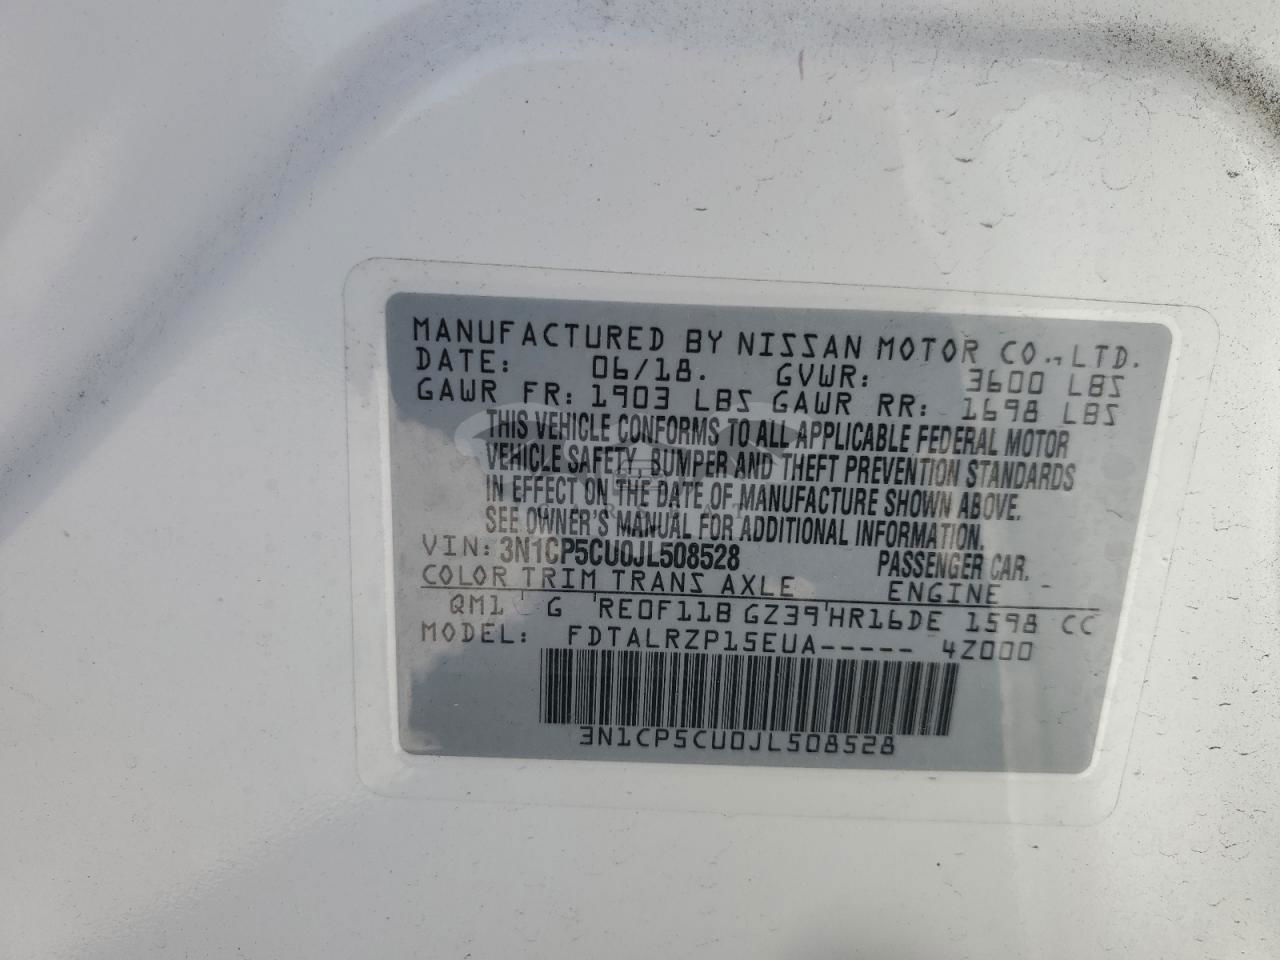 MANUFACTURED BY NISSAN MOTOR CO.,LTD.
DATE: 06/18. GVWR: 3600 LBS
GAWR FR: 1903 LBS GAWR RR: 1698 LBS
THIS VEHICLE CONFORMS TO ALL APPLICABLE FEDERAL MOTOR
VEHICLE SAFETY, BUMPER AND THEFT PREVENTION STANDARDS
IN EFFECT ON THE DATE OF MANUFACTURE SHOWN ABOVE.
SEE OWNER'S MANUAL FOR ADDITIONAL INFORMATION.
VIN: 3N1CP5CU0JL508528 PASSENGER CAR.
COLOR TRIM TRANS AXLE ENGINE
QM1 G RE0F11B GZ39 HR16DE 1598 CC
MODEL: FDTALRZP15EUA----- 4Z000
3N1CP5CU0JL508528